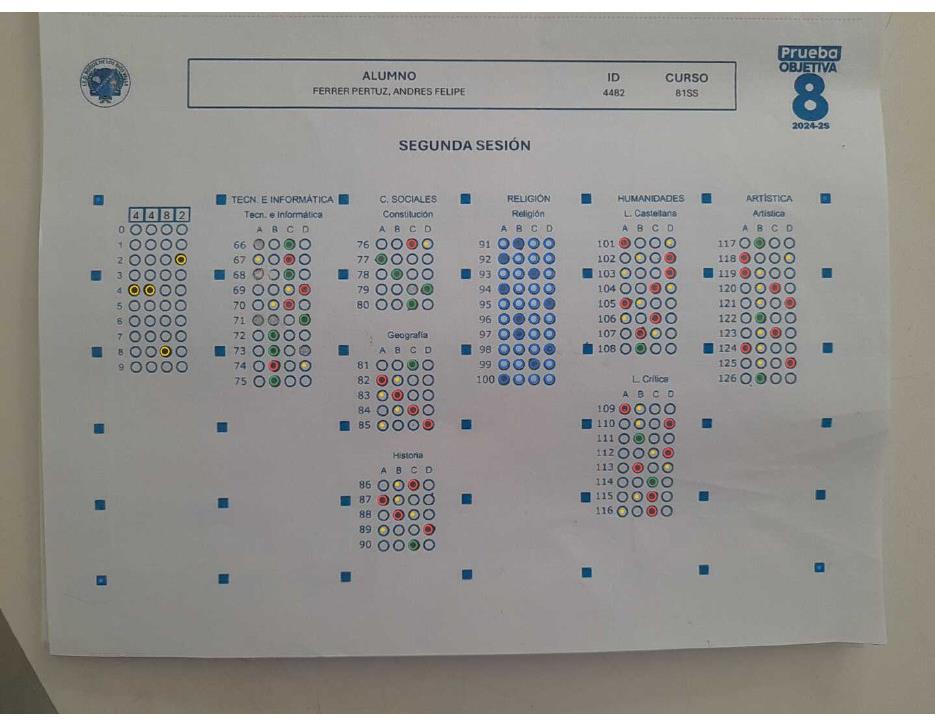 Prueba
OBJETIVA
8
2024-2S
ALUMNO ID CURSO
FERRER PERTUZ, ANDRES FELIPE 4482 81SS
SEGUNDA SESIÓN
4 4 8 2
0
1
2
3
4
5
6
7
8
9
TECN. E INFORMÁTICA
Tecn. e Informática
A B C D
66
67
68
69
70
71
72
73
74
75
C. SOCIALES
Constitución
A B C D
76
77
78
79
80
Geografía
A B C D
81
82
83
84
85
Historia
A B C D
86
87
88
89
90
RELIGIÓN
Religión
A B C D
91
92
93
94
95
96
97
98
99
100
HUMANIDADES
L. Castellana
A B C D
101
102
103
104
105
106
107
108
L. Crítica
A B C D
109
110
111
112
113
114
115
116
ARTÍSTICA
Artística
A B C D
117
118
119
120
121
122
123
124
125
126